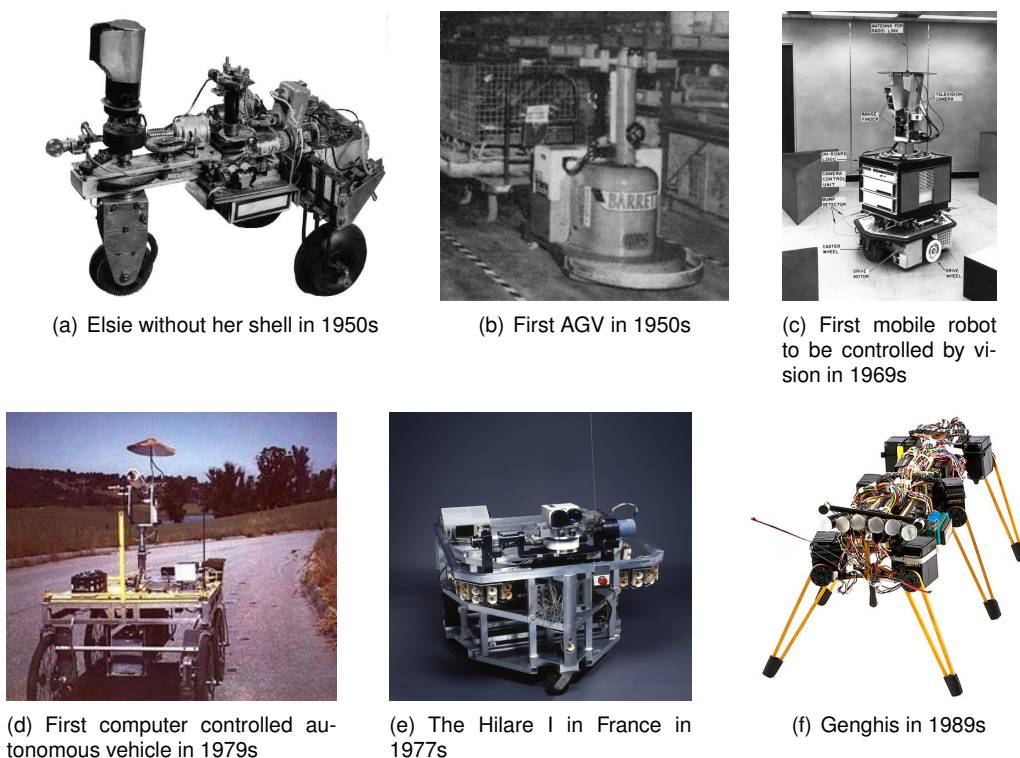 ANTENNA FOR
RADIO LINK
TELEVISION
CAMERA
RANGE
FINDER
ON-BOARD
LOGIC
CAMERA
CONTROL
UNIT
BUMP
DETECTOR
CASTER
WHEEL
DRIVE
MOTOR
DRIVE
WHEEL
BARRET
(a) Elsie without her shell in 1950s
(b) First AGV in 1950s
(c) First mobile robot
to be controlled by vi-
sion in 1969s
(d) First computer controlled au-
tonomous vehicle in 1979s
(e) The Hilare I in France in
1977s
(f) Genghis in 1989s